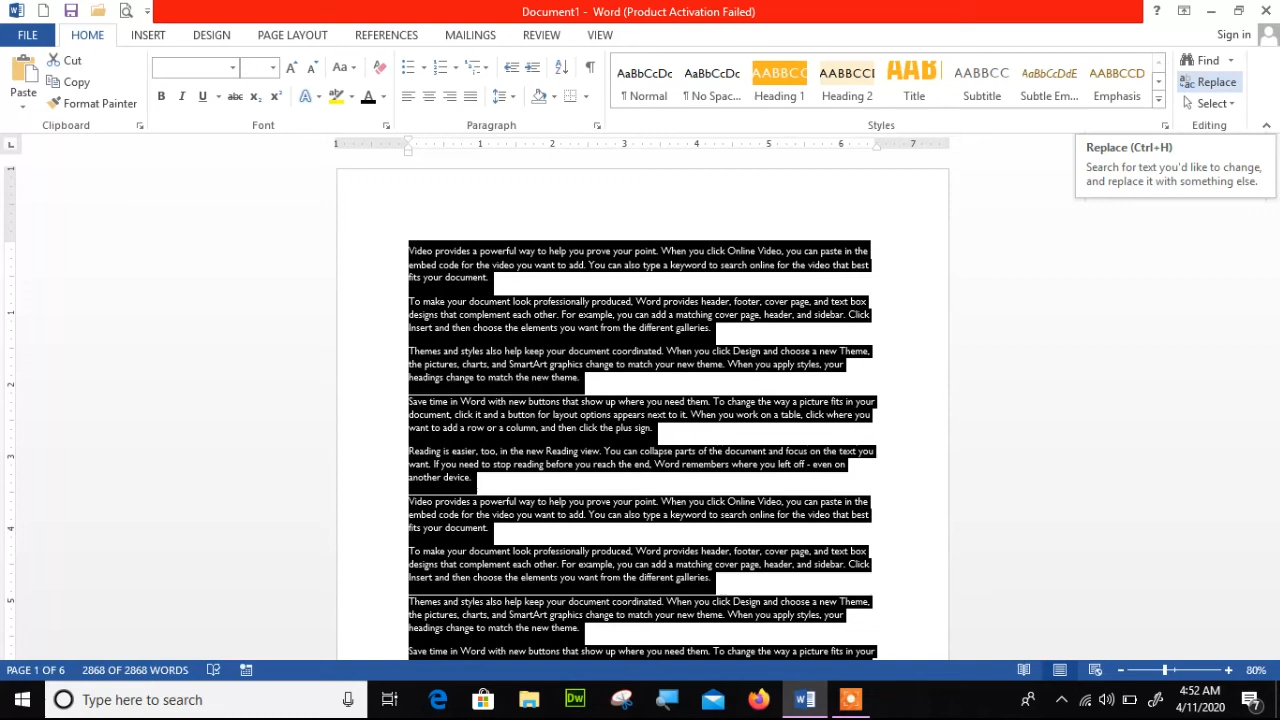 Document1 - Word (Product Activation Failed)
?
FILE HOME INSERT DESIGN PAGE LAYOUT REFERENCES MAILINGS REVIEW VIEW Sign in
Paste
Cut
Copy
Format Painter
Clipboard
Font
Paragraph
AaBbCcDc AaBbCcDc AABBCC AABBCCI AAB AABBCC AaBbCcDdE AABBCCD
¶ Normal ¶ No Spac... Heading 1 Heading 2 Title Subtitle Subtle Em... Emphasis
Styles
Find
Replace
Select
Editing
Replace (Ctrl+H)
Search for text you'd like to change,
and replace it with something else.
1 1 2 3 4 5 6 7
Video provides a powerful way to help you prove your point. When you click Online Video, you can paste in the
embed code for the video you want to add. You can also type a keyword to search online for the video that best
fits your document.
To make your document look professionally produced, Word provides header, footer, cover page, and text box
designs that complement each other. For example, you can add a matching cover page, header, and sidebar. Click
Insert and then choose the elements you want from the different galleries.
Themes and styles also help keep your document coordinated. When you click Design and choose a new Theme,
the pictures, charts, and SmartArt graphics change to match your new theme. When you apply styles, your
headings change to match the new theme.
Save time in Word with new buttons that show up where you need them. To change the way a picture fits in your
document, click it and a button for layout options appears next to it. When you work on a table, click where you
want to add a row or a column, and then click the plus sign.
Reading is easier, too, in the new Reading view. You can collapse parts of the document and focus on the text you
want. If you need to stop reading before you reach the end, Word remembers where you left off - even on
another device.
Video provides a powerful way to help you prove your point. When you click Online Video, you can paste in the
embed code for the video you want to add. You can also type a keyword to search online for the video that best
fits your document.
To make your document look professionally produced, Word provides header, footer, cover page, and text box
designs that complement each other. For example, you can add a matching cover page, header, and sidebar. Click
Insert and then choose the elements you want from the different galleries.
Themes and styles also help keep your document coordinated. When you click Design and choose a new Theme,
the pictures, charts, and SmartArt graphics change to match your new theme. When you apply styles, your
headings change to match the new theme.
Save time in Word with new buttons that show up where you need them. To change the way a picture fits in your
PAGE 1 OF 6 2868 OF 2868 WORDS 80%
Type here to search
Dw
4:52 AM
4/11/2020
7